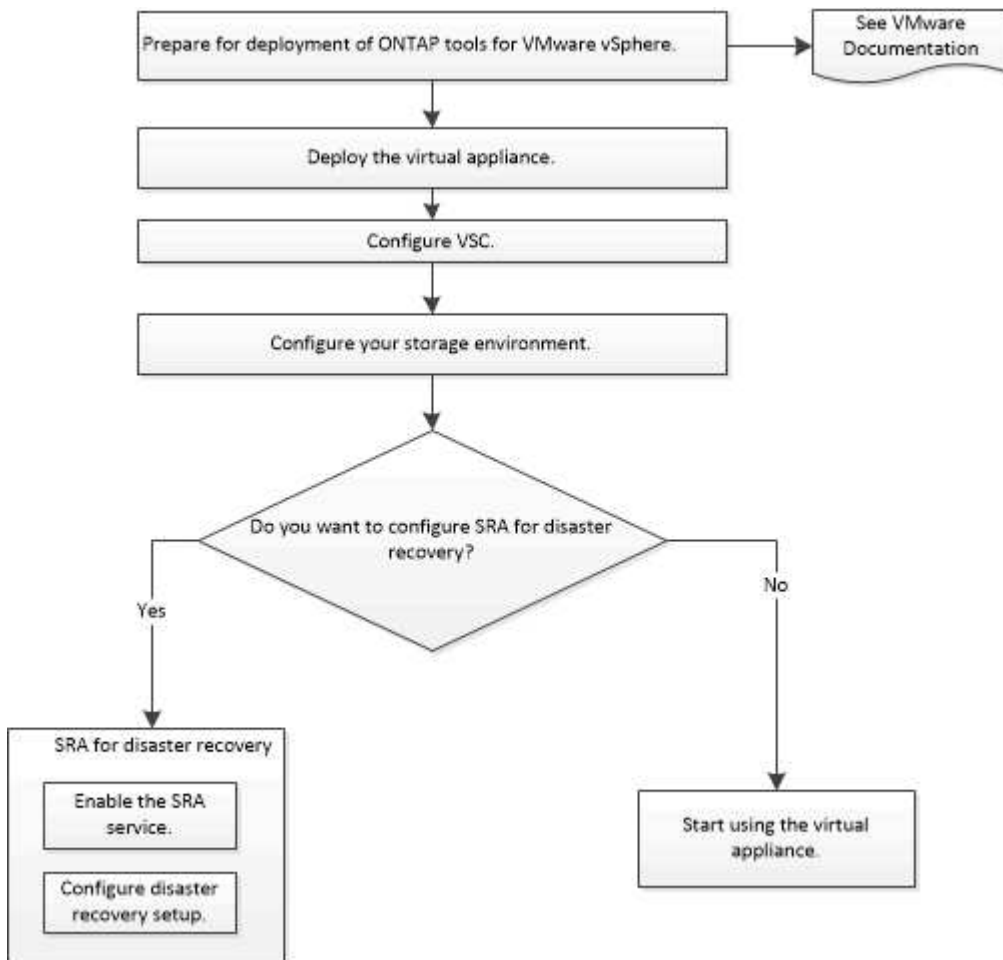 Prepare for deployment of ONTAP tools for VMware vSphere.
See VMware
Documentation
Deploy the virtual appliance.
Configure VSC.
Configure your storage environment.
Do you want to configure SRA for disaster
recovery?
Yes
No
SRA for disaster recovery
Enable the SRA
service.
Configure disaster
recovery setup.
Start using the virtual
appliance.